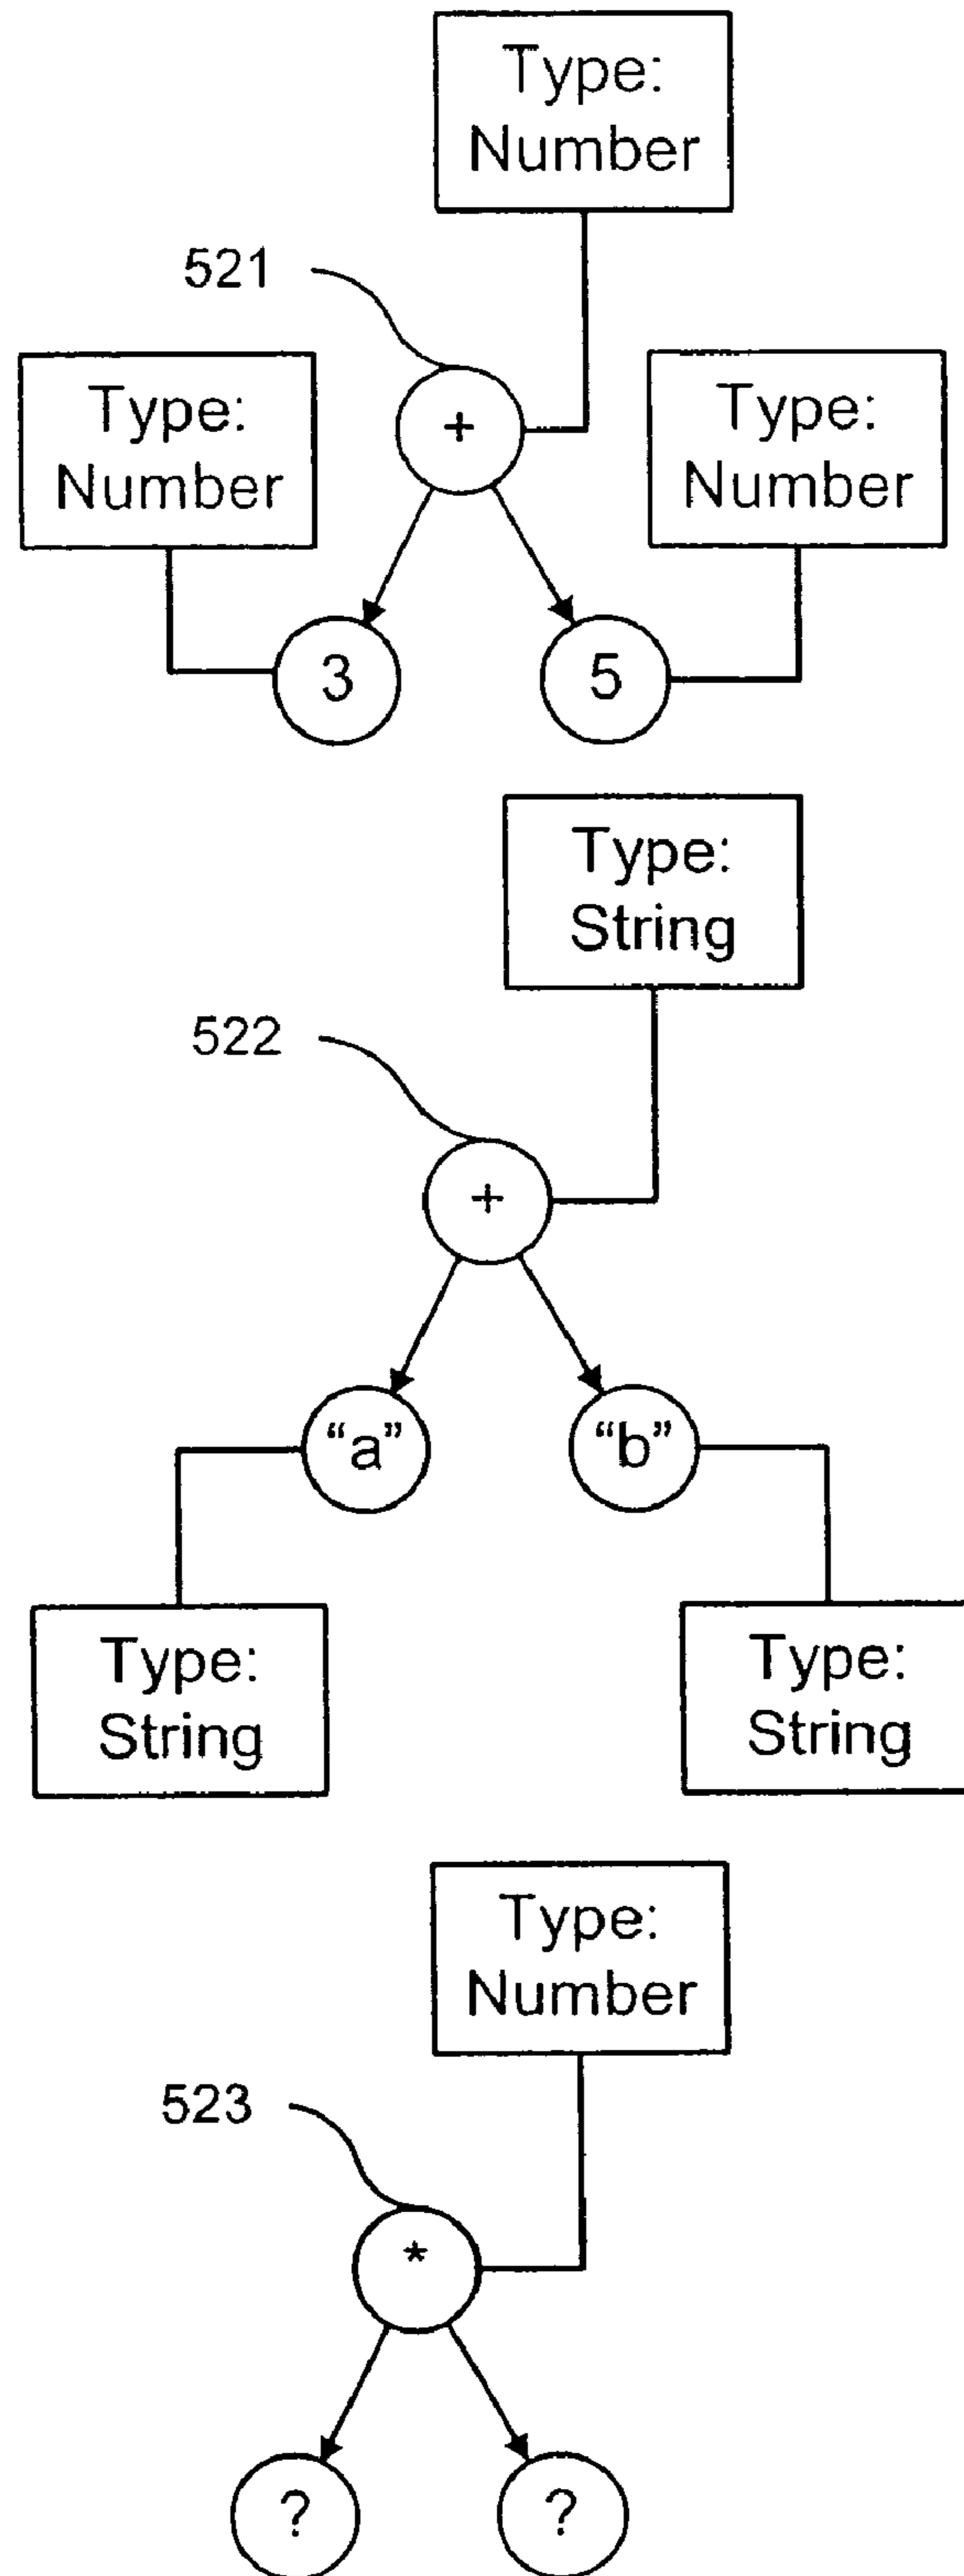 Type:
Number
521
Type:
Number
+
Type:
Number
3
5
Type:
String
522
+
“a”
“b”
Type:
String
Type:
String
Type:
Number
523
*
?
?